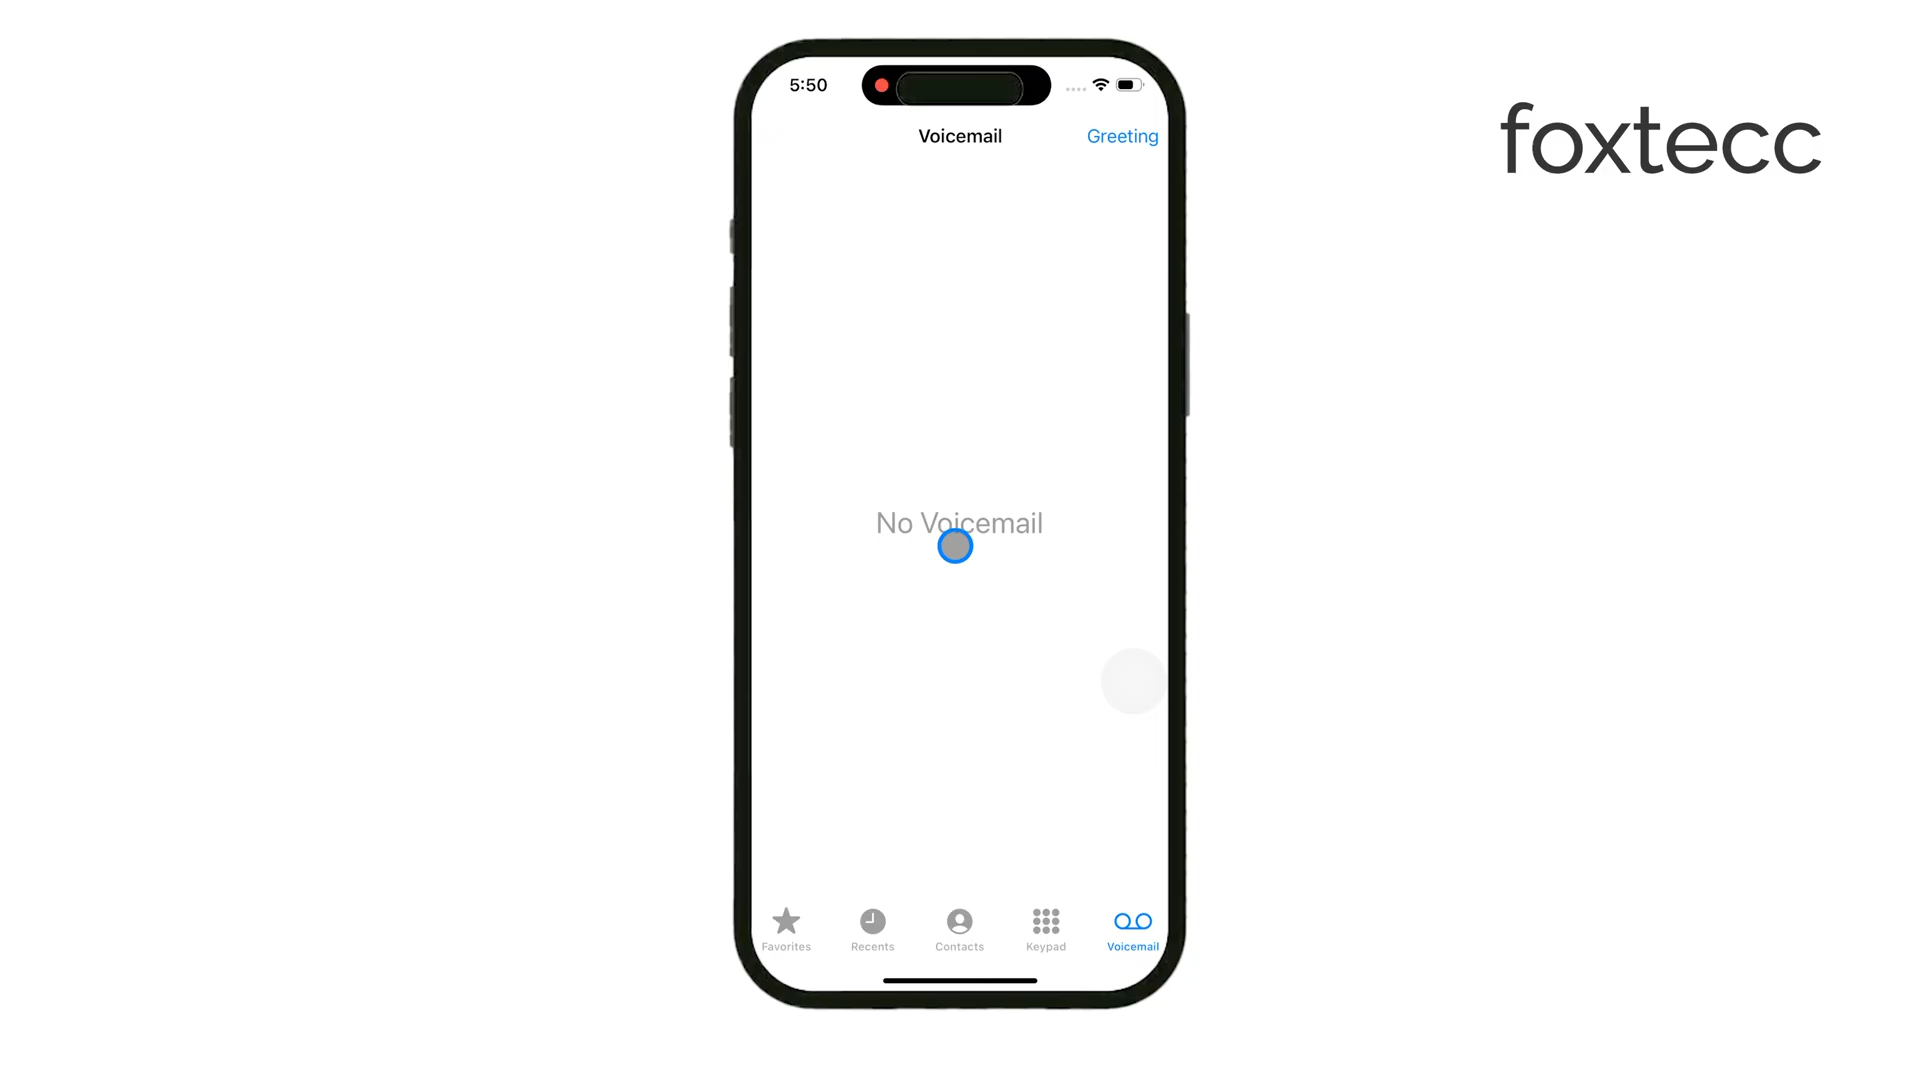 5:50
Voicemail
Greeting
foxtecc
No Voicemail
Favorites
Recents
Contacts
Keypad
Voicemail